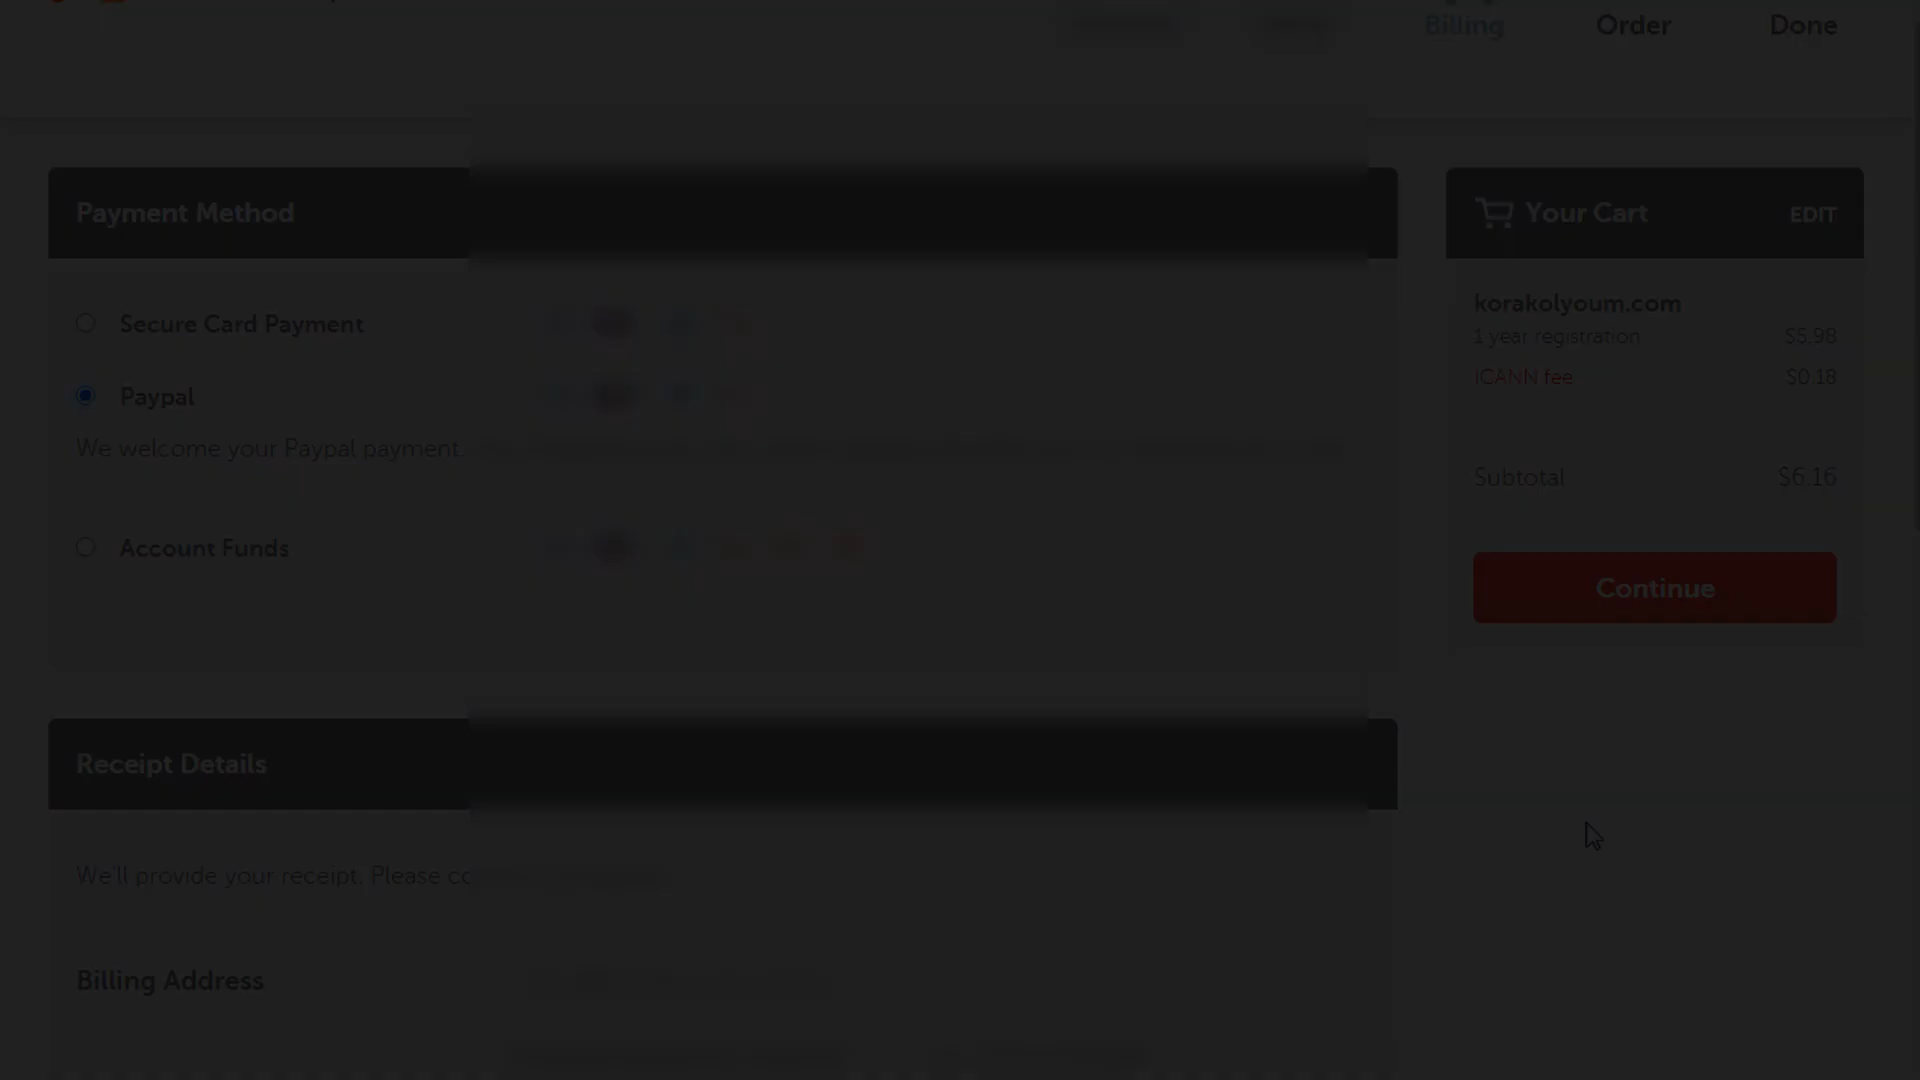 Billing
Order
Done
Payment Method
Secure Card Payment
Paypal
We welcome your Paypal payment.
Account Funds
Your Cart
EDIT
korakolyoum.com
1 year registration $5.98
ICANN fee $0.18
Subtotal $6.16
Continue
Receipt Details
We'll provide your receipt. Please
Billing Address